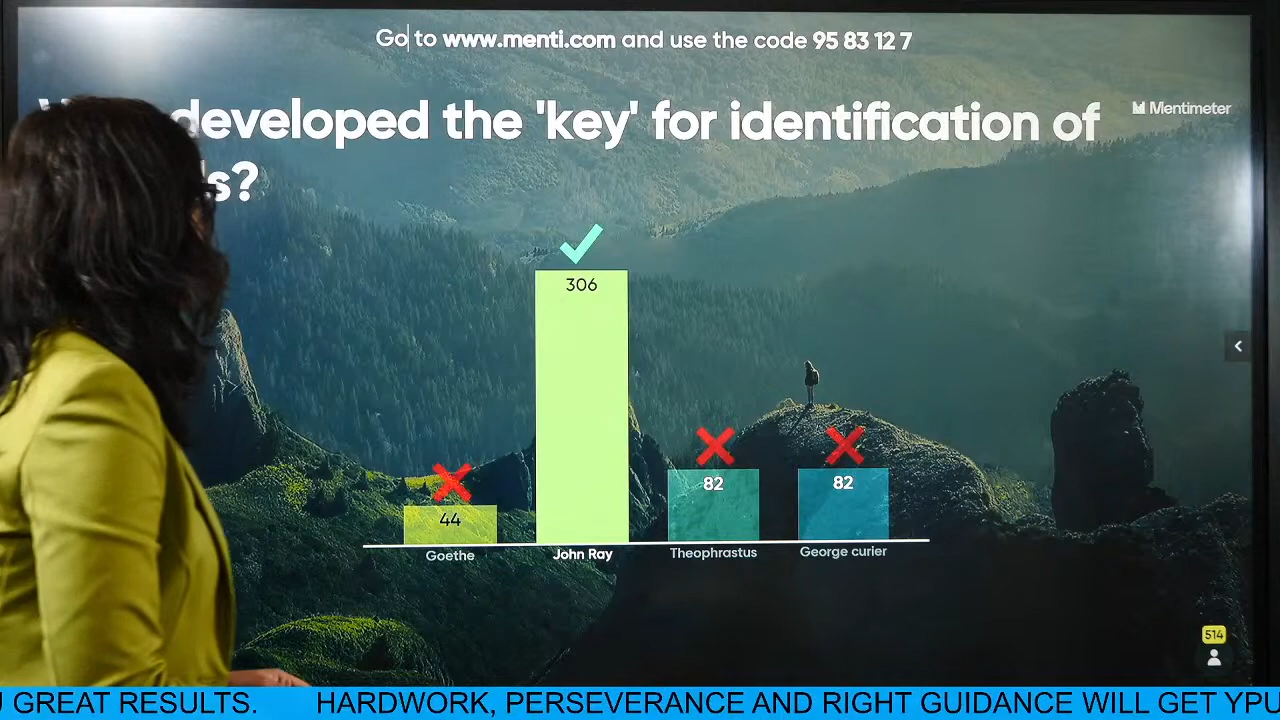 Go to www.menti.com and use the code 95 83 12 7
developed the 'key' for identification of
s?
Mentimeter
306
82
82
44
Goethe
John Ray
Theophrastus
George curier
514
GREAT RESULTS. HARDWORK, PERSEVERANCE AND RIGHT GUIDANCE WILL GET YPU